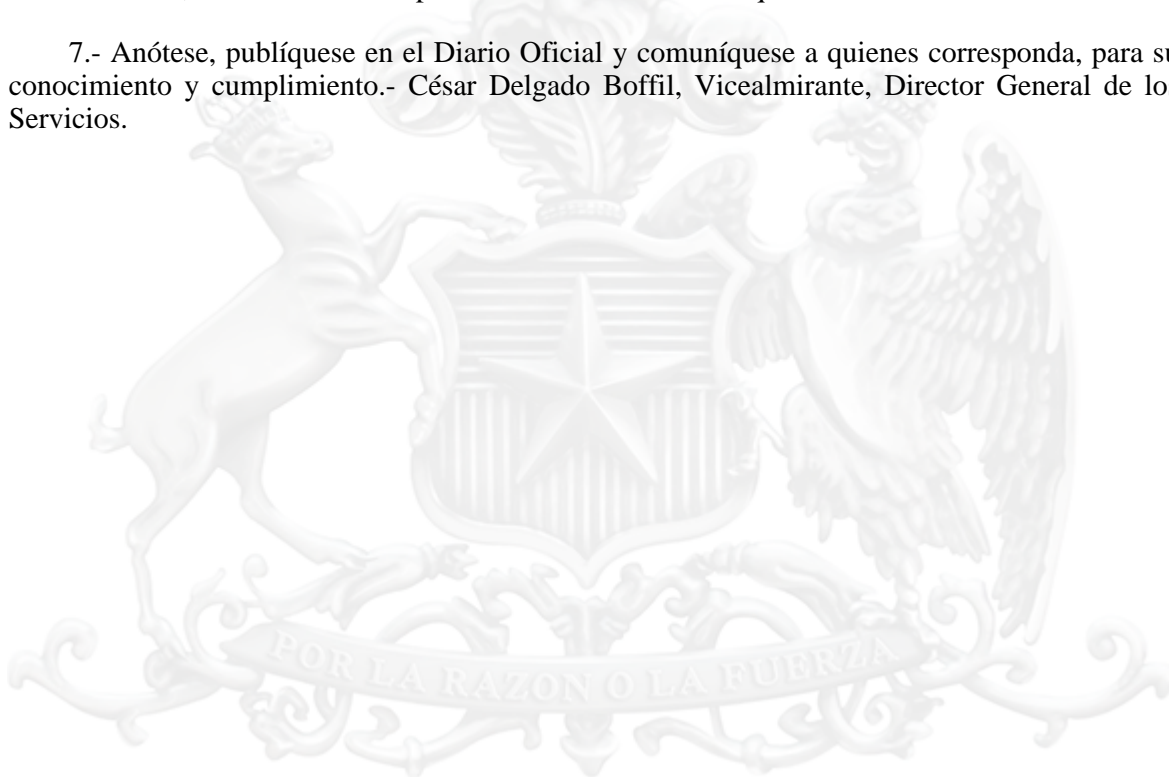 7.- Anótese, publíquese en el Diario Oficial y comuníquese a quienes corresponda, para su
conocimiento y cumplimiento.- César Delgado Boffil, Vicealmirante, Director General de los
Servicios.
POR LA RAZON O LA FUERZA